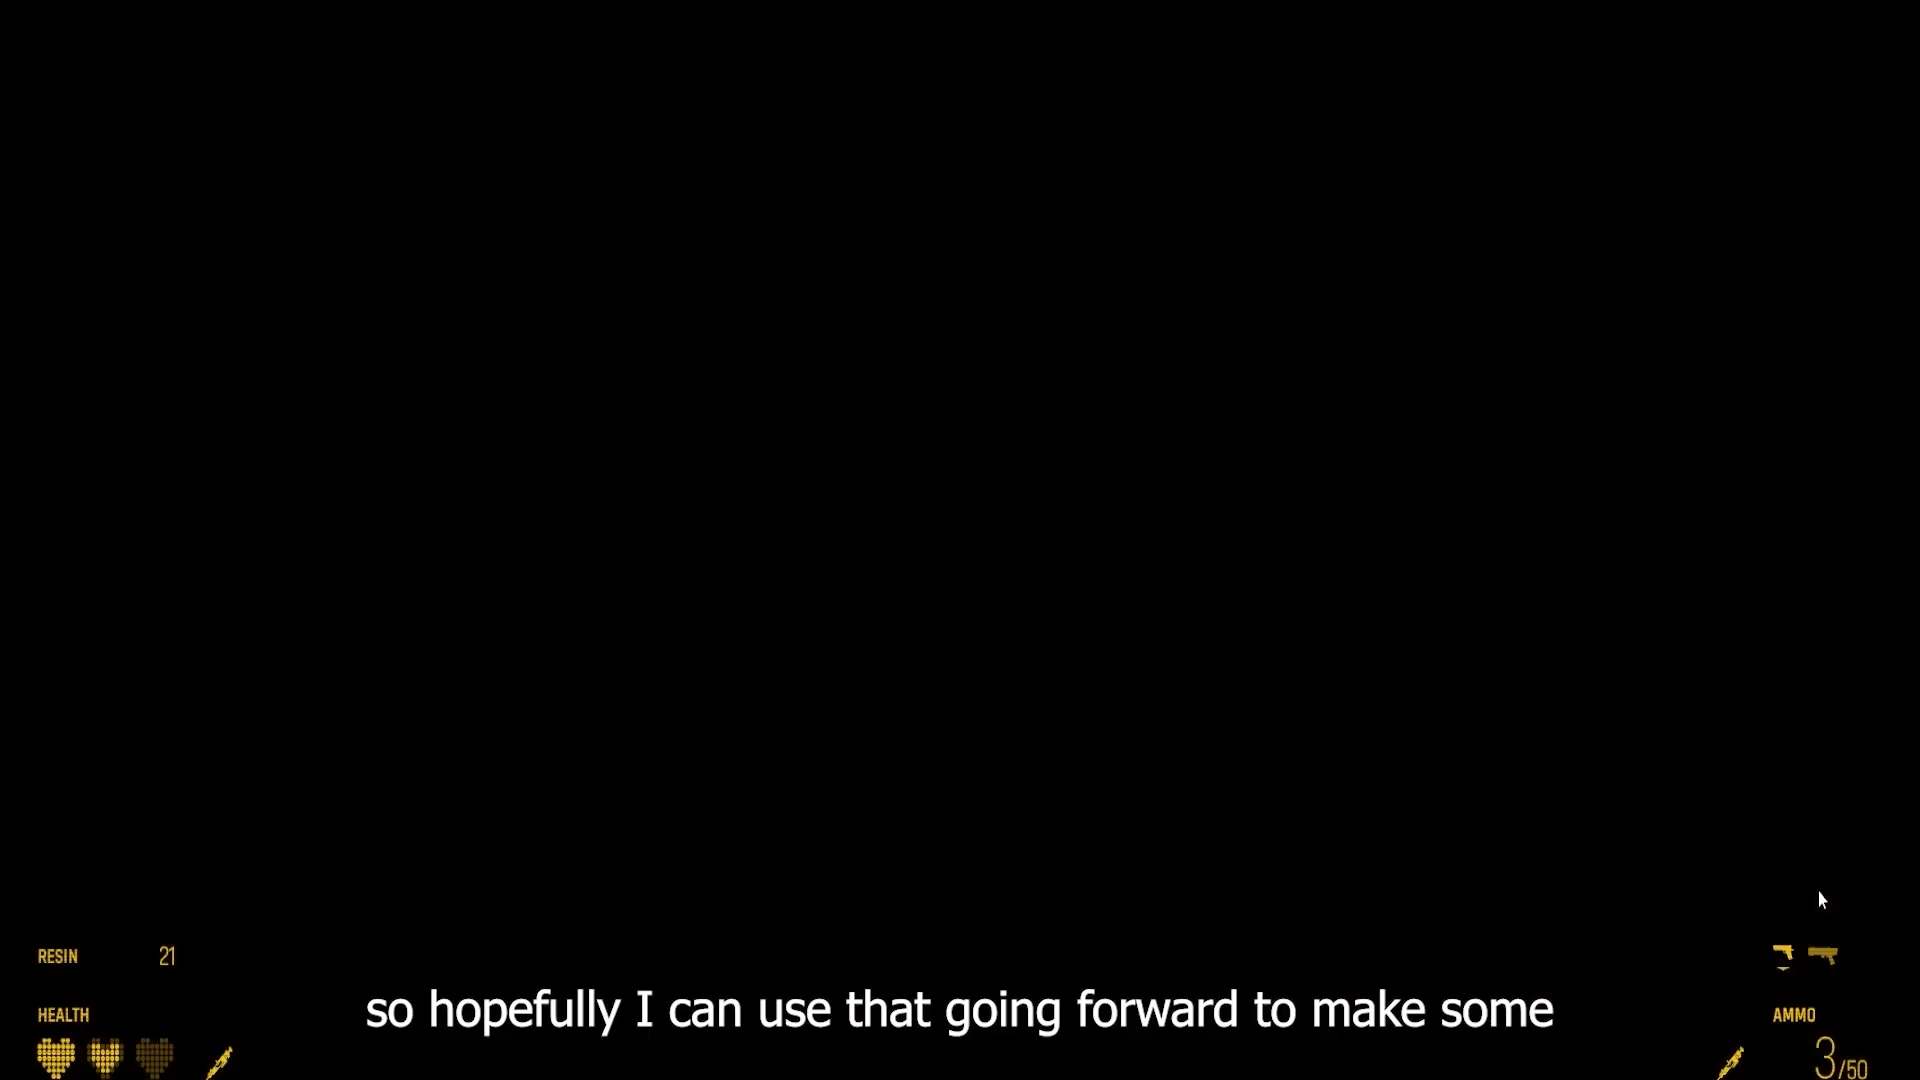 RESIN 21
HEALTH
so hopefully I can use that going forward to make some
AMMO
3/50